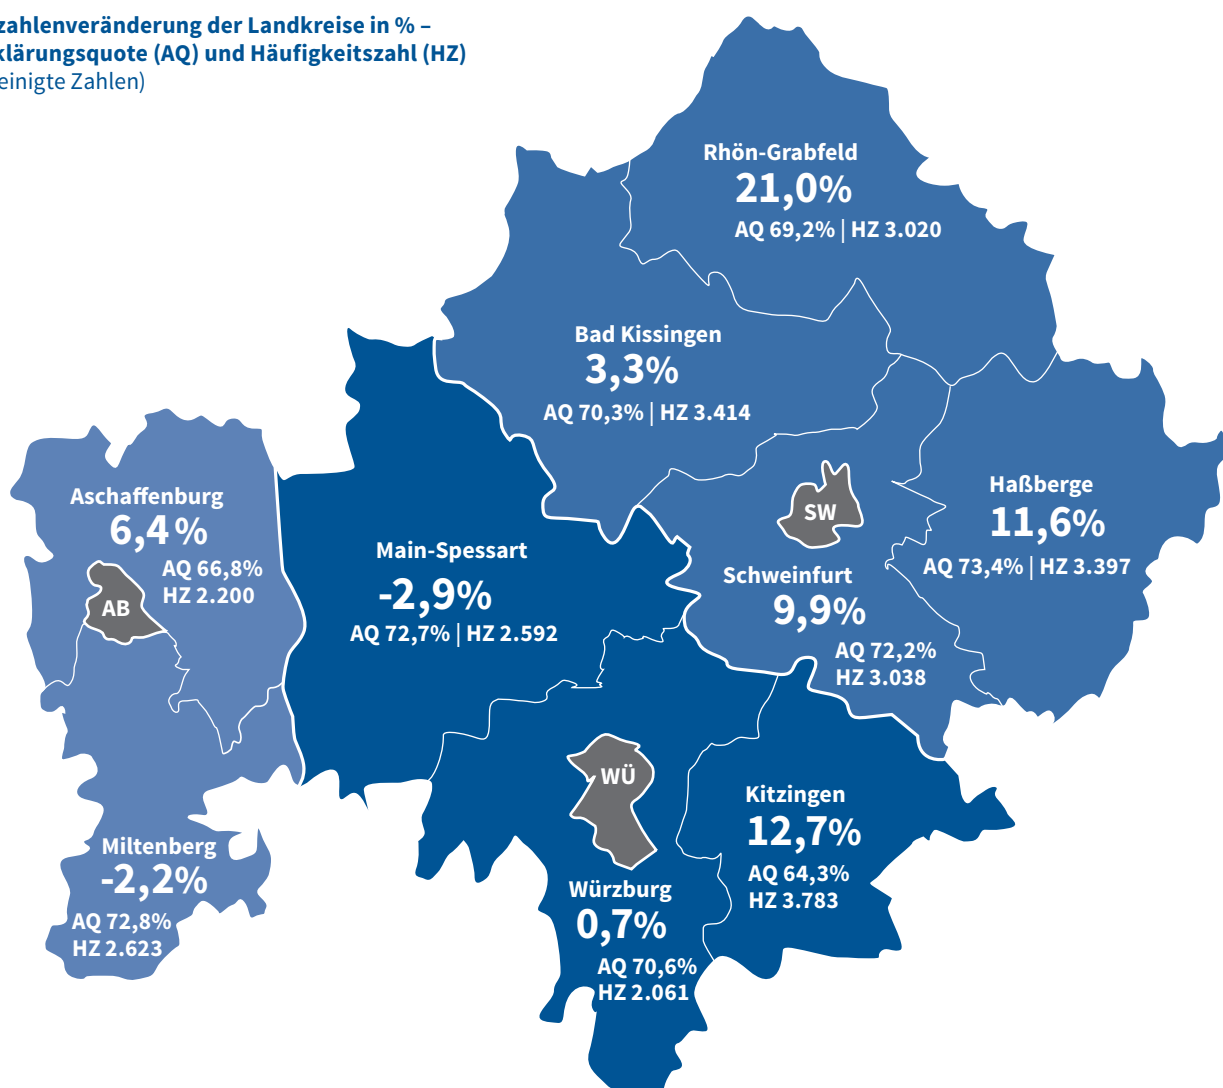 zahlenveränderung der Landkreise in % –
klärungsquote (AQ) und Häufigkeitszahl (HZ)
einigte Zahlen)
Rhön-Grabfeld
21,0%
AQ 69,2% | HZ 3.020
Bad Kissingen
3,3%
AQ 70,3% | HZ 3.414
Aschaffenburg
6,4%
AQ 66,8%
HZ 2.200
AB
Main-Spessart
-2,9%
AQ 72,7% | HZ 2.592
SW
Schweinfurt
9,9%
AQ 72,2%
HZ 3.038
Haßberge
11,6%
AQ 73,4% | HZ 3.397
Miltenberg
-2,2%
AQ 72,8%
HZ 2.623
WÜ
Würzburg
0,7%
AQ 70,6%
HZ 2.061
Kitzingen
12,7%
AQ 64,3%
HZ 3.783